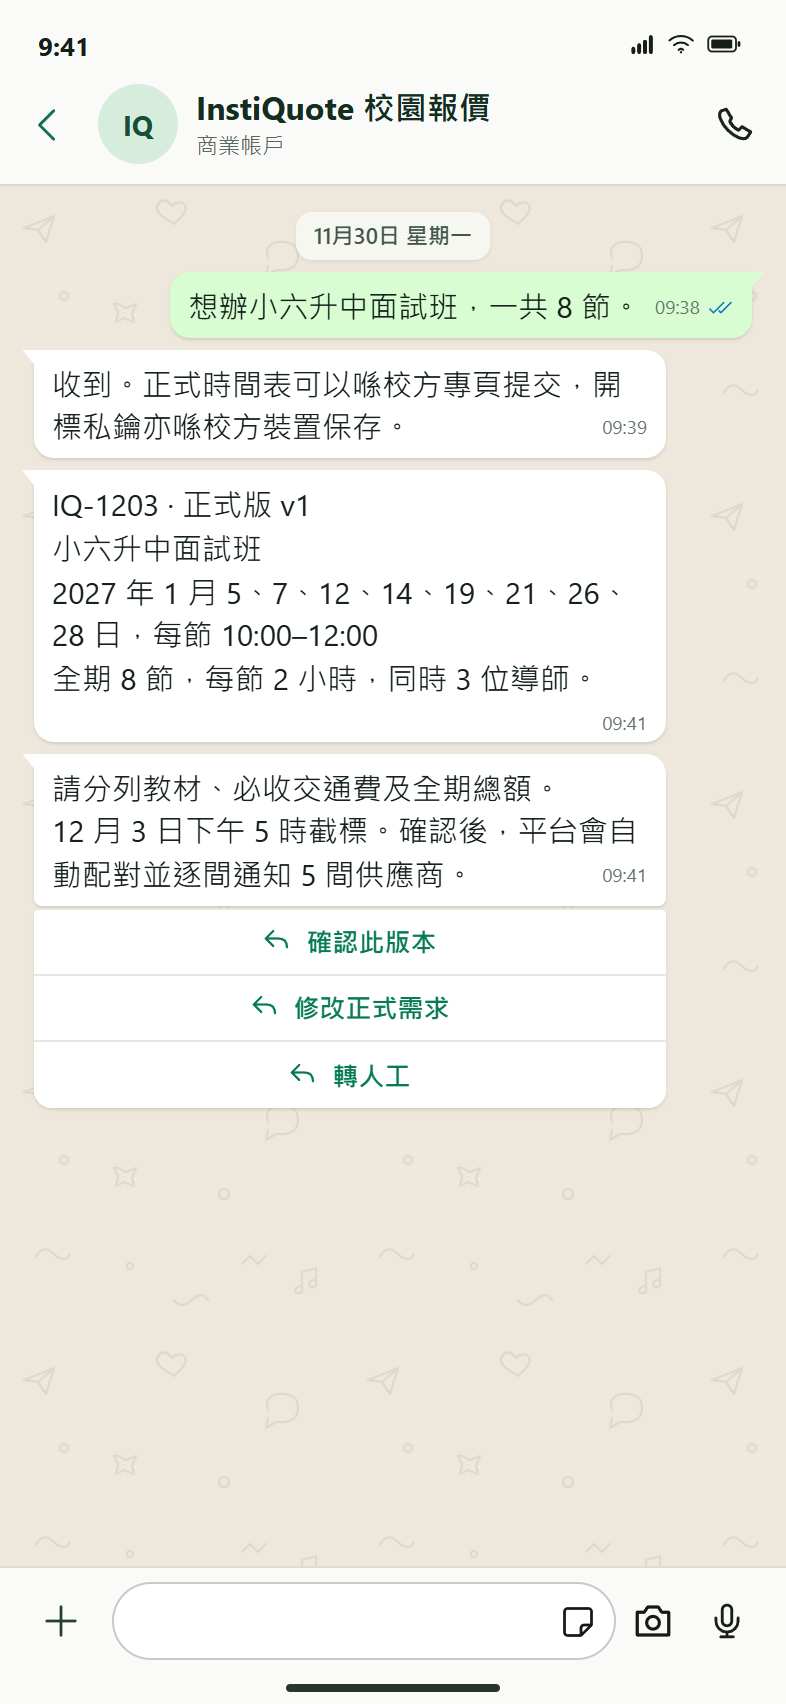 9:41
IQ
InstiQuote 校園報價
商業帳戶
11月30日 星期一
想辦小六升中面試班，一共 8 節。 09:38
收到。正式時間表可以喺校方專頁提交，開
標私鑰亦喺校方裝置保存。 09:39
IQ-1203 · 正式版 v1
小六升中面試班
2027 年 1 月 5、7、12、14、19、21、26、
28 日，每節 10:00–12:00
全期 8 節，每節 2 小時，同時 3 位導師。
09:41
請分列教材、必收交通費及全期總額。
12 月 3 日下午 5 時截標。確認後，平台會自
動配對並逐間通知 5 間供應商。 09:41
確認此版本
修改正式需求
轉人工